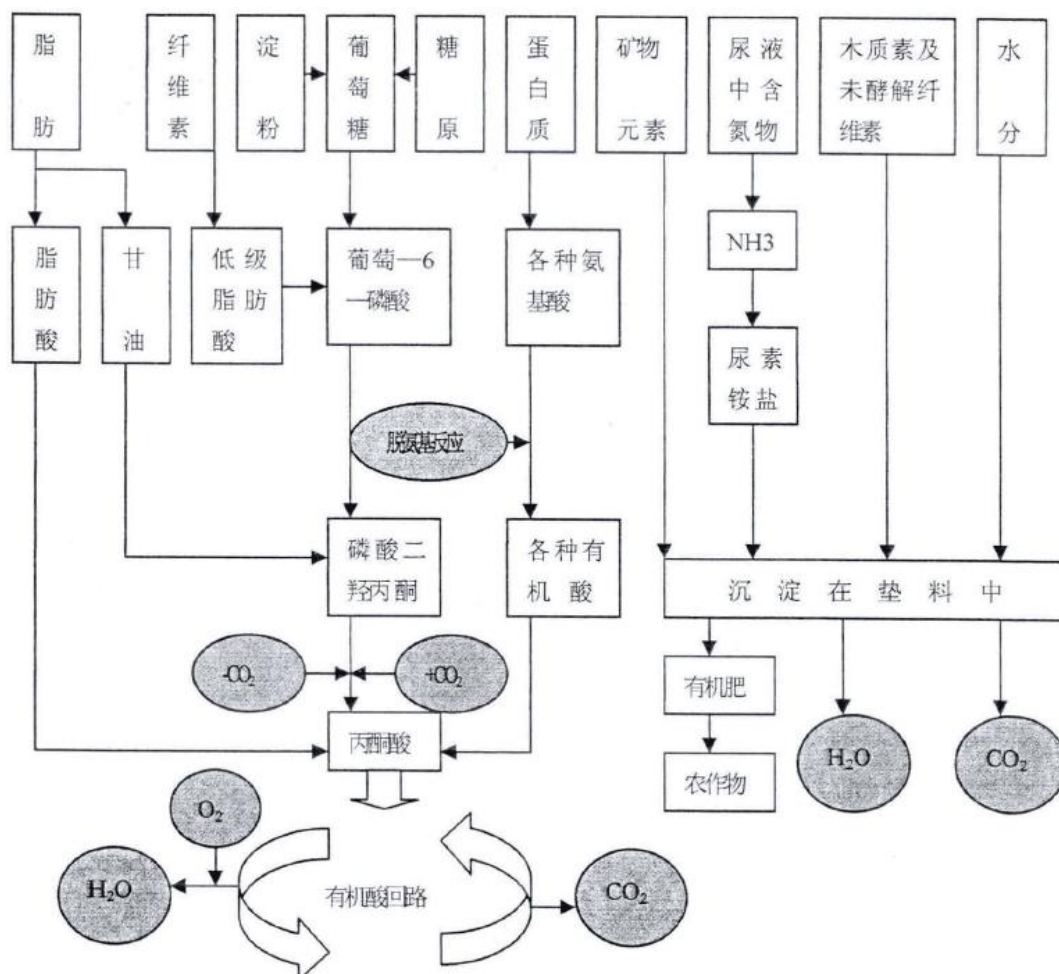 脂肪
纤维素
淀粉
葡萄糖
糖原
蛋白质
矿物
元素
尿液
中含
氮物
木质素及
未酵解纤
维素
水分
脂肪酸
甘油
低级
脂肪
酸
葡萄—6
—磷酸
各种氨
基酸
NH3
尿素
铵盐
脱氨基反应
磷酸二
羟丙酮
各种有
机酸
沉淀在垫料中
-CO₂
+CO₂
有机肥
丙酮酸
H₂O
CO₂
农作物
O₂
H₂O
有机酸回路
CO₂